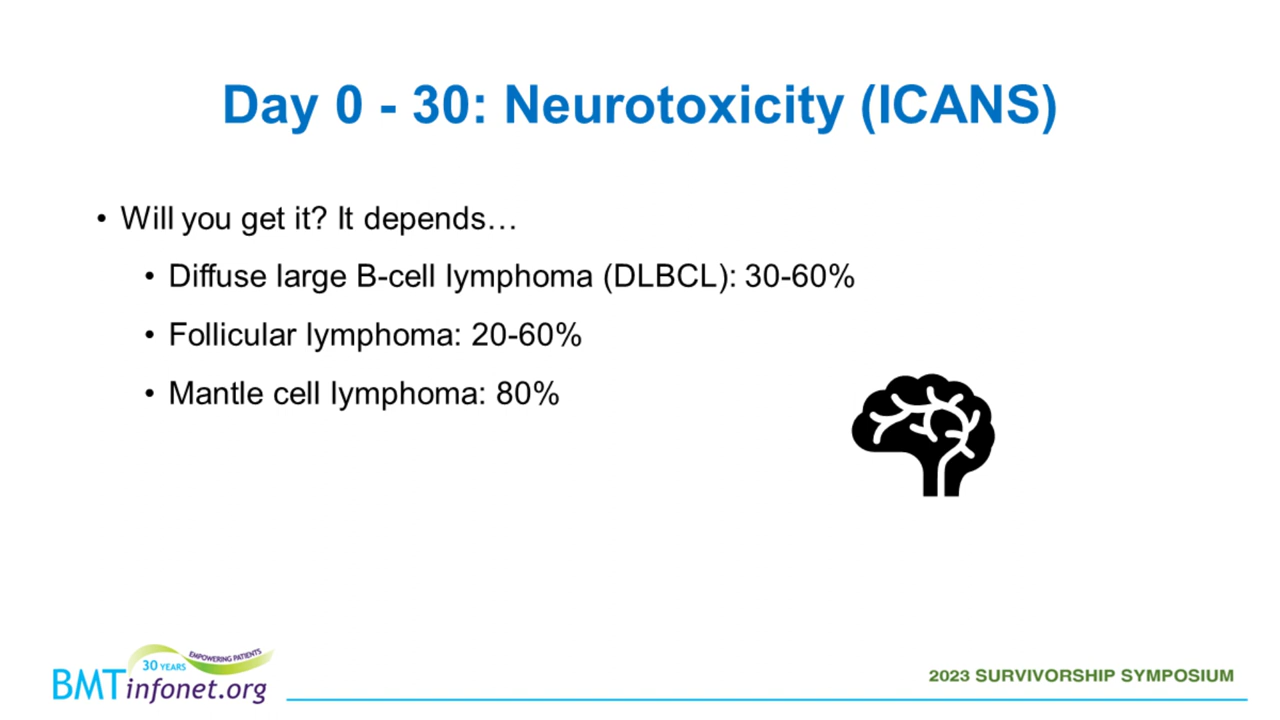 Day 0 - 30: Neurotoxicity (ICANS)
• Will you get it? It depends…
• Diffuse large B-cell lymphoma (DLBCL): 30-60%
• Follicular lymphoma: 20-60%
• Mantle cell lymphoma: 80%
30 YEARS EMPOWERING PATIENTS
BMTinfonet.org
2023 SURVIVORSHIP SYMPOSIUM